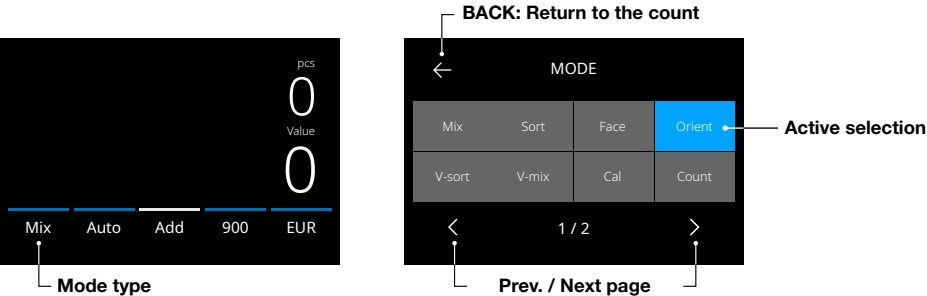 BACK: Return to the count
pcs
0
Value
0
Mix Auto Add 900 EUR
Mode type
MODE
Mix Sort Face Orient
Active selection
V-sort V-mix Cal Count
1 / 2
Prev. / Next page